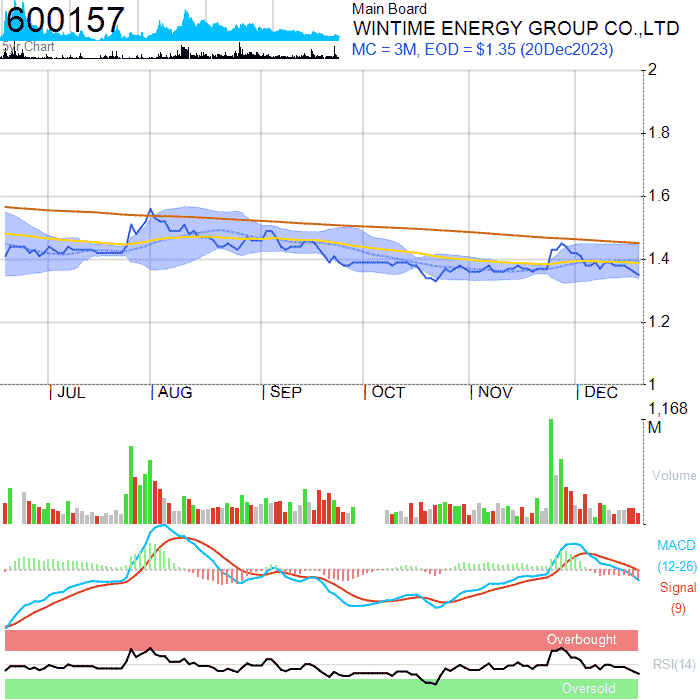 600157
5yr Chart
Main Board
WINTIME ENERGY GROUP CO.,LTD
MC = 3M, EOD = $1.35 (20Dec2023)
2
1.8
1.6
1.4
1.2
1
JUL
AUG
SEP
OCT
NOV
DEC
1,168
M
Volume
MACD
(12-26)
Signal
(9)
Overbought
RSI(14)
Oversold